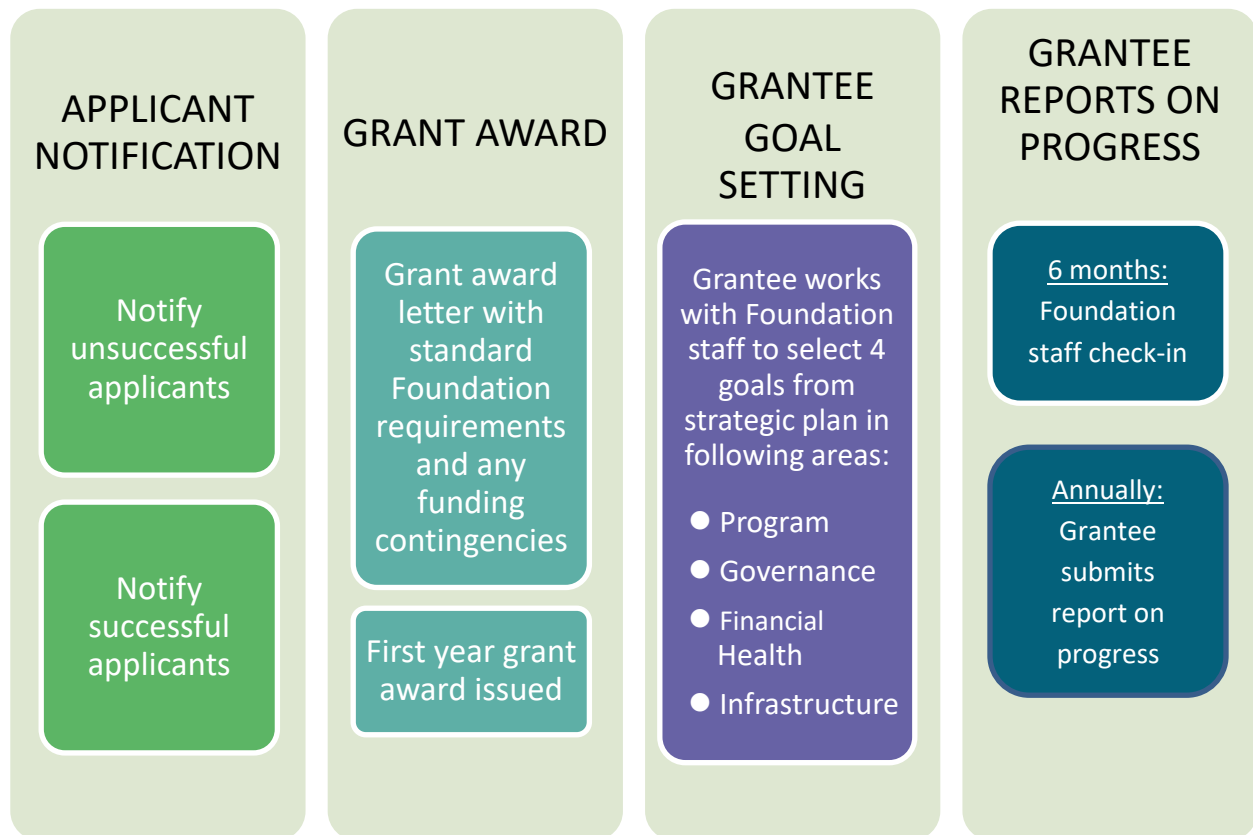 APPLICANT
NOTIFICATION
Notify
unsuccessful
applicants
Notify
successful
applicants
GRANT AWARD
Grant award
letter with
standard
Foundation
requirements
and any
funding
contingencies
First year grant
award issued
GRANTEE
GOAL
SETTING
Grantee works
with Foundation
staff to select 4
goals from
strategic plan in
following areas:
● Program
● Governance
● Financial
Health
● Infrastructure
GRANTEE
REPORTS ON
PROGRESS
6 months:
Foundation
staff check-in
Annually:
Grantee
submits
report on
progress